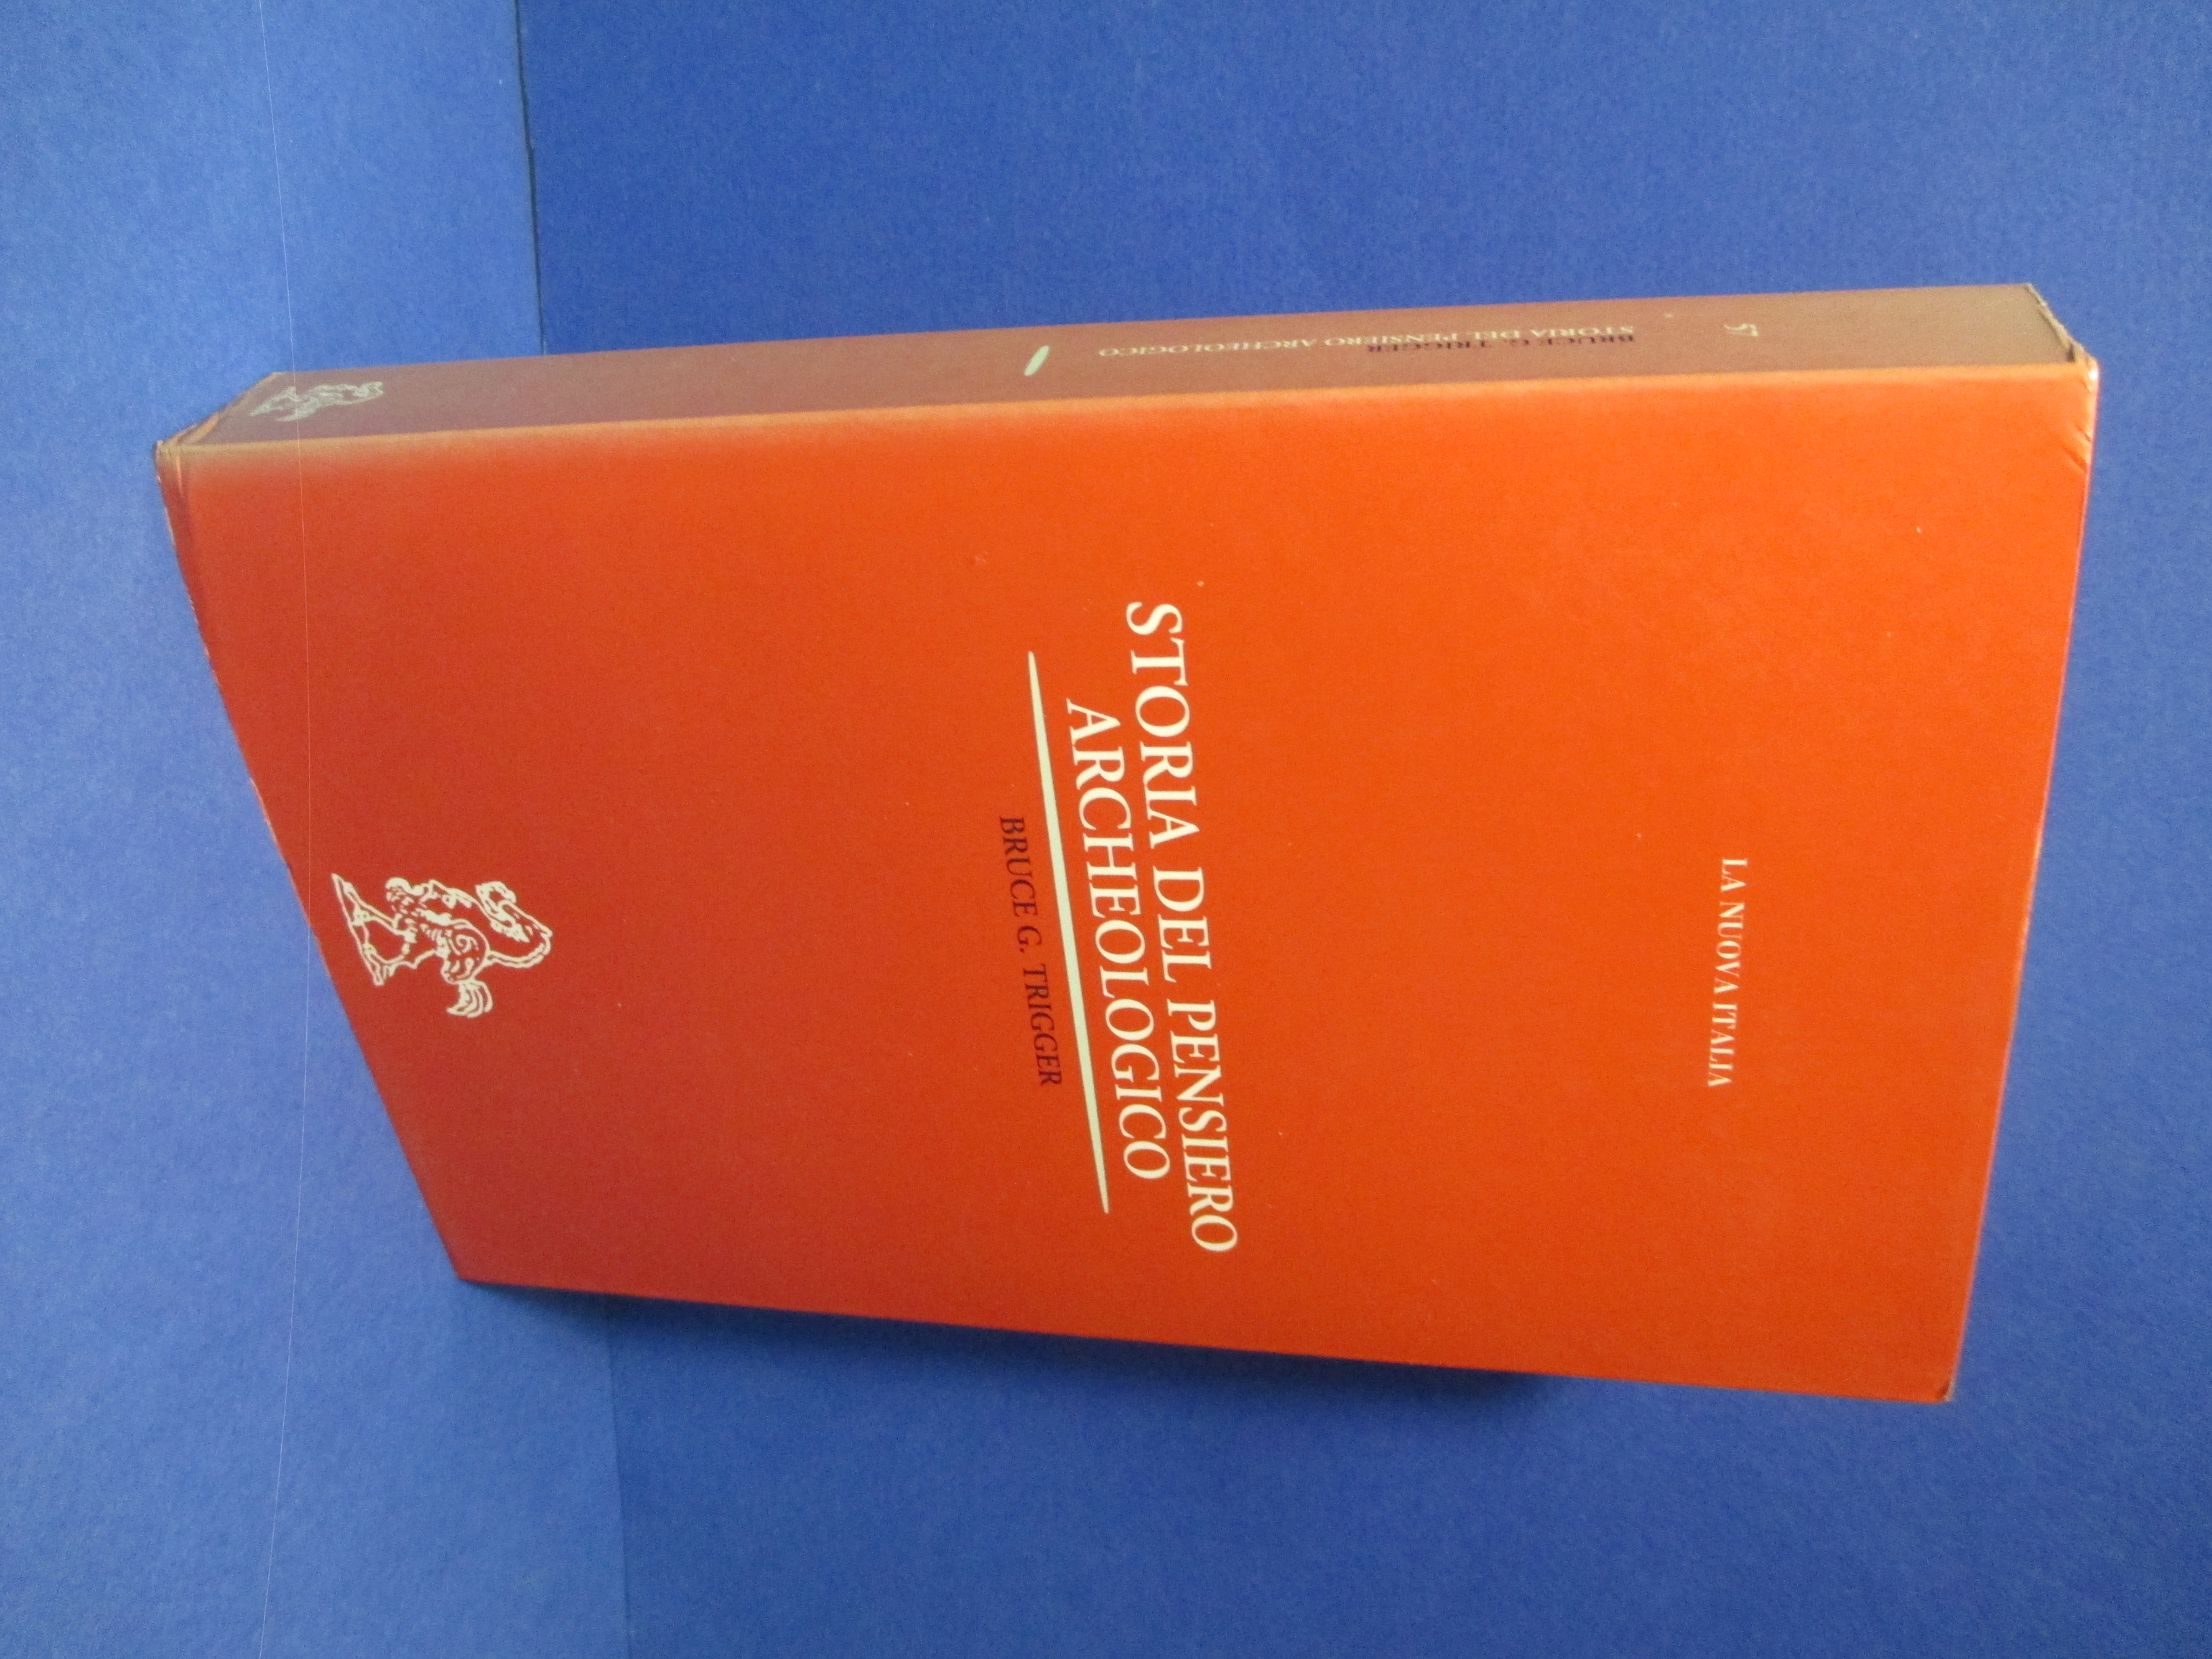 LA NUOVA ITALIA
STORIA DEL PENSIERO
ARCHEOLOGICO
BRUCE G. TRIGGER
57
BRUCE G. TRIGGER
STORIA DEL PENSIERO ARCHEOLOGICO